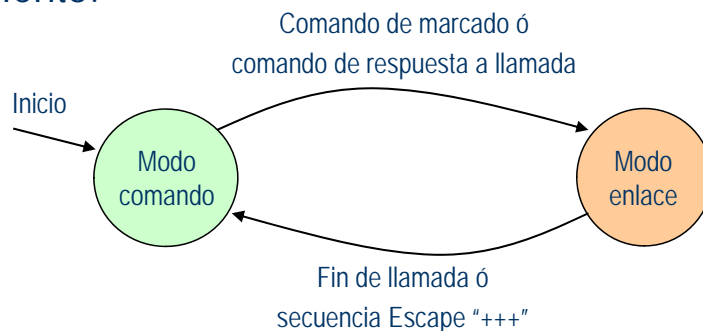 Comando de marcado ó
comando de respuesta a llamada
Inicio
Modo
comando
Modo
enlace
Fin de llamada ó
secuencia Escape “+++”